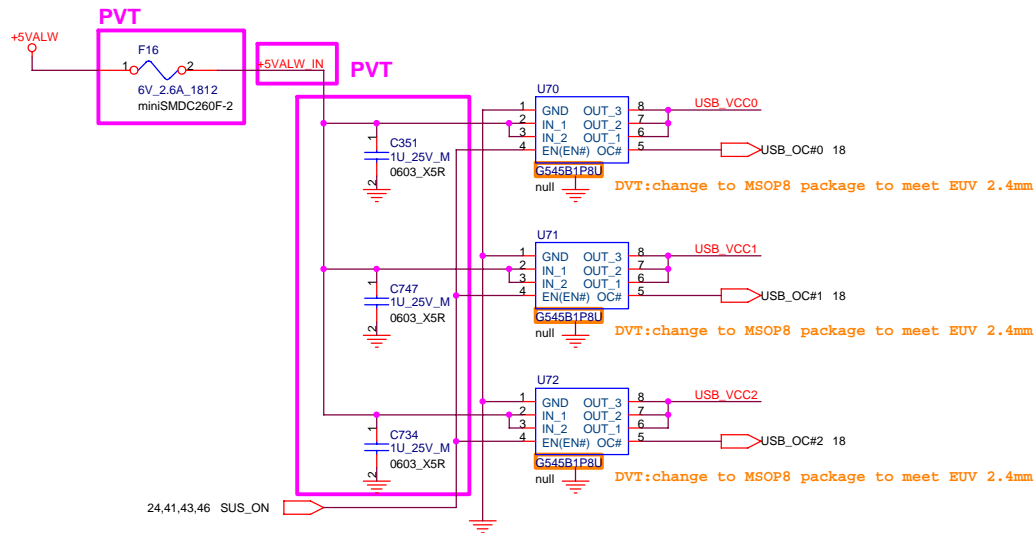 PVT
+5VALW
F16
1 2
6V_2.6A_1812
miniSMDC260F-2
+5VALW_IN
PVT
C351
1U_25V_M
0603_X5R
1
2
U70
1 GND OUT_3 8 USB_VCC0
2 IN_1 OUT_2 7
3 IN_2 OUT_1 6
4 EN(EN#) OC# 5 USB_OC#0 18
G545B1P8U
null
DVT:change to MSOP8 package to meet EUV 2.4mm
C747
1U_25V_M
0603_X5R
1
2
U71
1 GND OUT_3 8 USB_VCC1
2 IN_1 OUT_2 7
3 IN_2 OUT_1 6
4 EN(EN#) OC# 5 USB_OC#1 18
G545B1P8U
null
DVT:change to MSOP8 package to meet EUV 2.4mm
C734
1U_25V_M
0603_X5R
1
2
U72
1 GND OUT_3 8 USB_VCC2
2 IN_1 OUT_2 7
3 IN_2 OUT_1 6
4 EN(EN#) OC# 5 USB_OC#2 18
G545B1P8U
null
DVT:change to MSOP8 package to meet EUV 2.4mm
24,41,43,46 SUS_ON